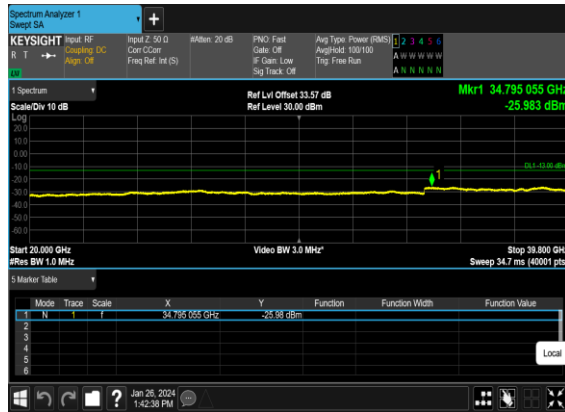 Spectrum Analyzer 1
Swept SA
KEYSIGHT Input: RF Input Z: 50 Ω #Atten: 20 dB PNO: Fast Avg Type: Power (RMS) 1 2 3 4 5 6
R T Coupling: DC Corr CCorr Gate: Off Avg|Hold: 100/100 A W W W W W
Align: Off Freq Ref: Int (S) IF Gain: Low Trig: Free Run
Sig Track: Off A N N N N N
1 Spectrum Ref Lvl Offset 33.57 dB Mkr1 34.795 055 GHz
Scale/Div 10 dB Ref Level 30.00 dBm -25.983 dBm
Log
20.0
10.0
0.00
-10.0 1 DL1 -13.00 dBm
-20.0
-30.0
-40.0
-50.0
-60.0
Start 20.000 GHz Video BW 3.0 MHz* Stop 39.800 GHz
#Res BW 1.0 MHz Sweep 34.7 ms (40001 pts)
5 Marker Table
Mode Trace Scale X Y Function Function Width Function Value
1 N 1 f 34.795 055 GHz -25.98 dBm
2
3
4
5
6
Local
? Jan 26, 2024
1:42:38 PM